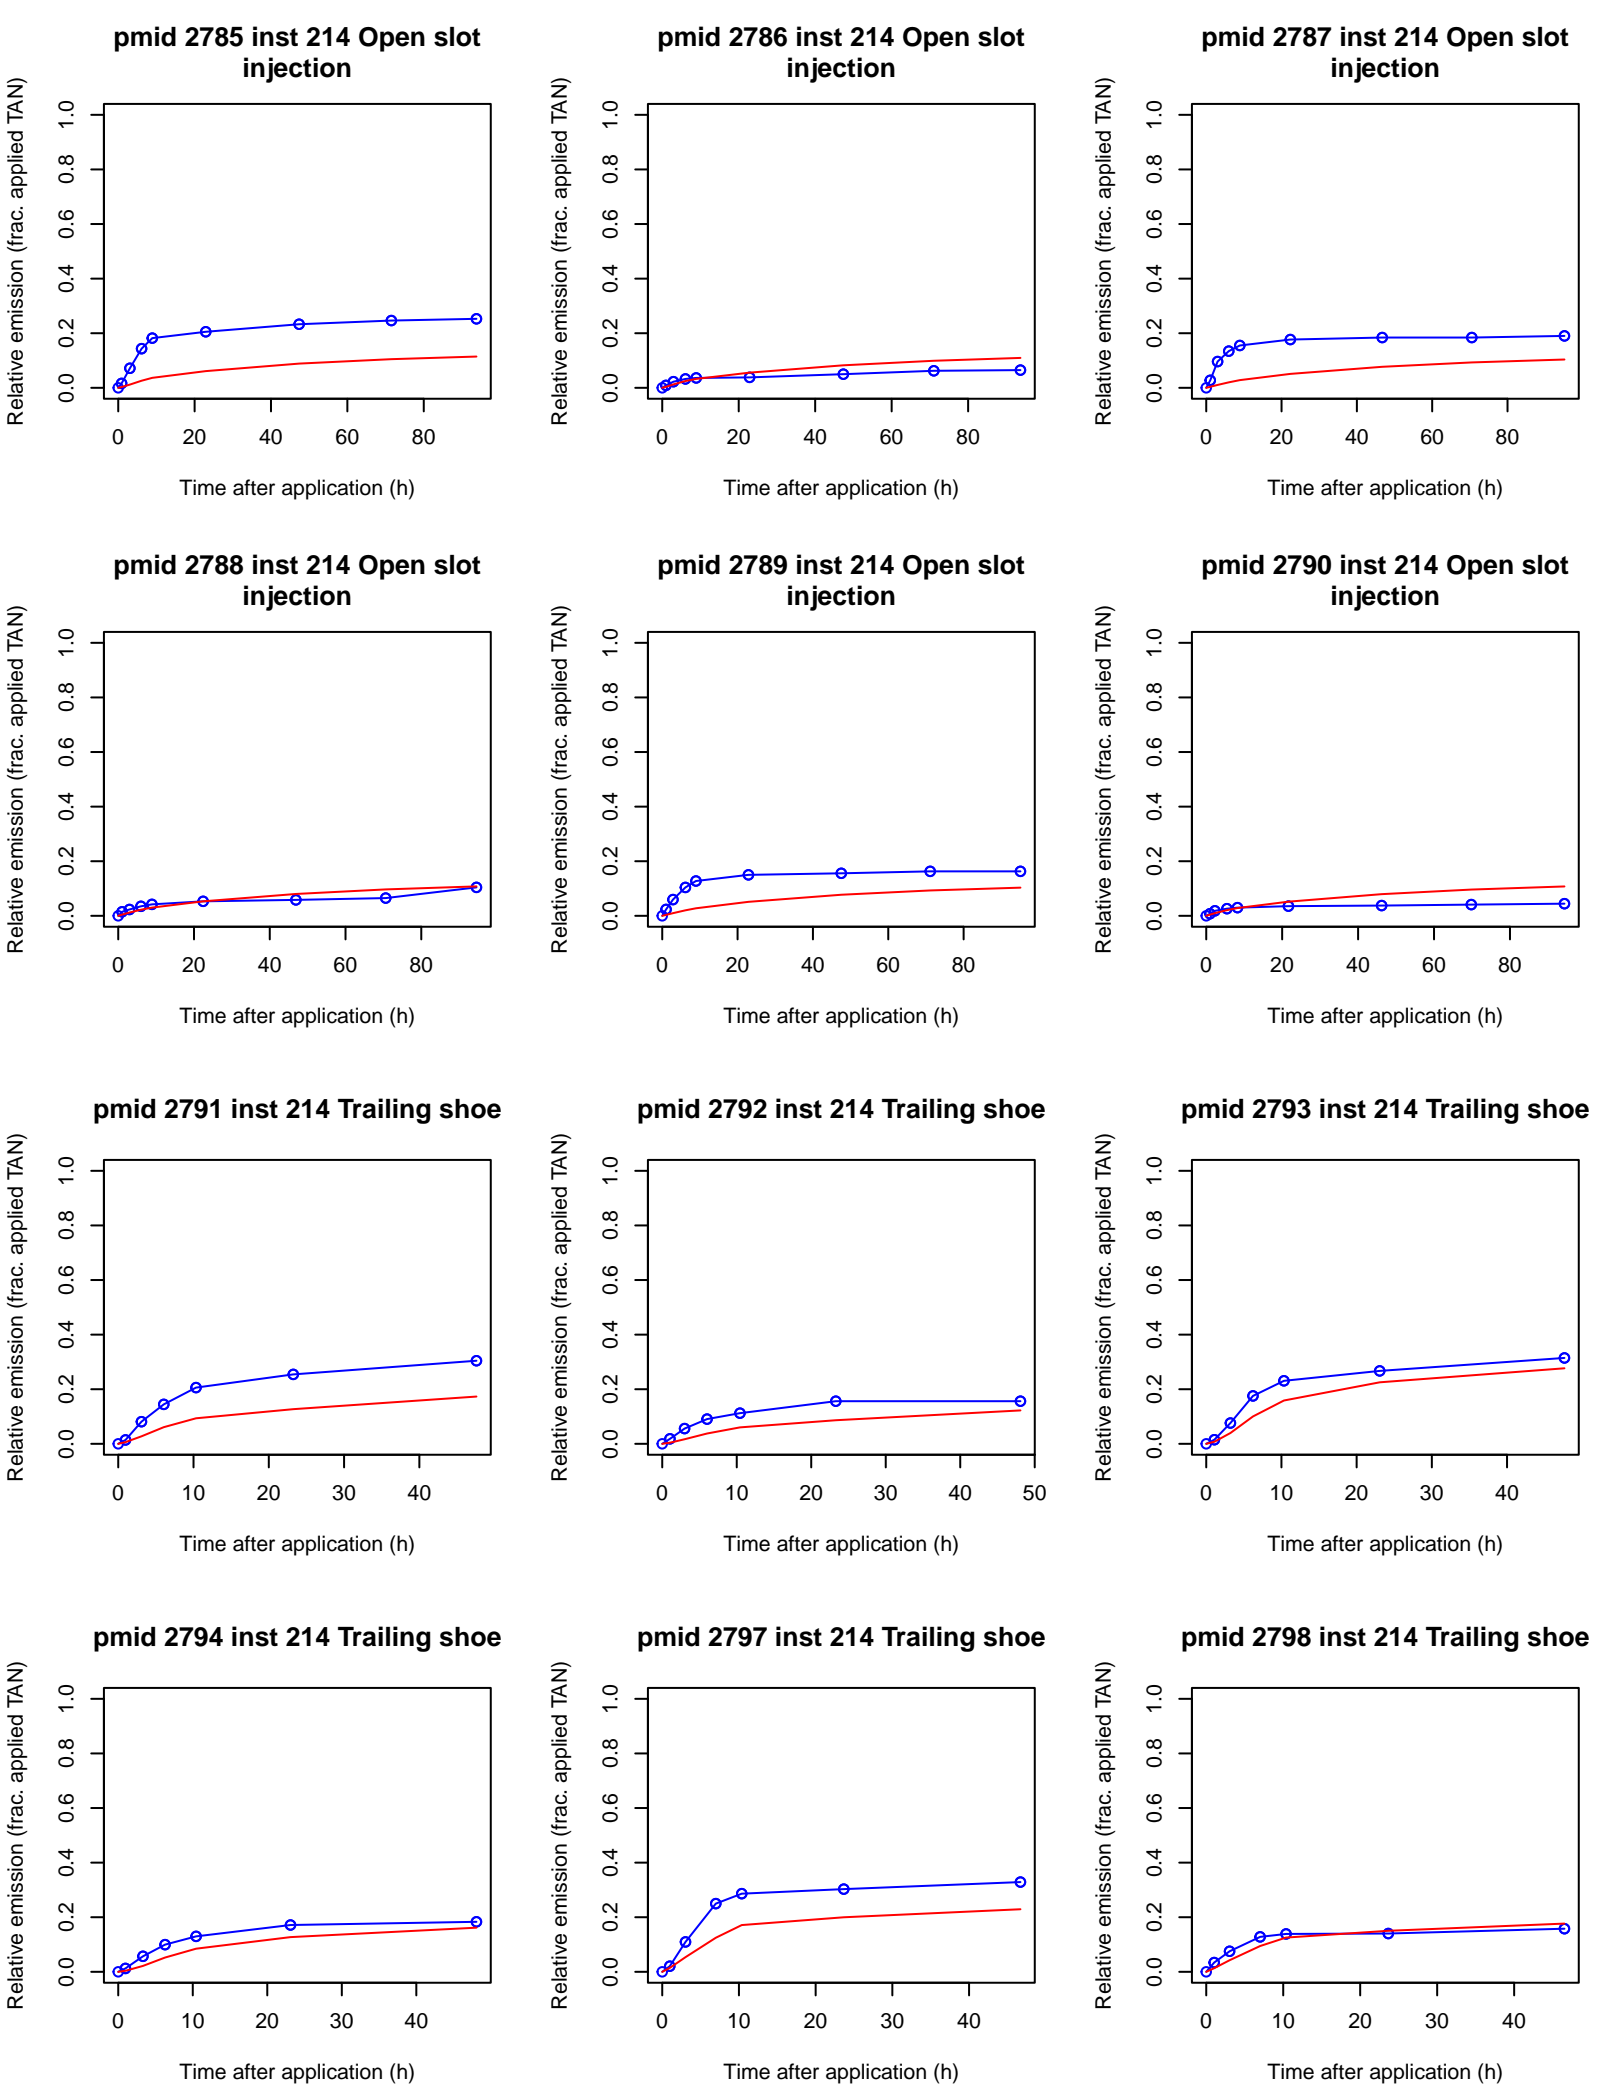 pmid 2785 inst 214 Open slot
injection
Relative emission (frac. applied TAN)
1.0
0.8
0.6
0.4
0.2
0.0
0 20 40 60 80
Time after application (h)
pmid 2786 inst 214 Open slot
injection
Relative emission (frac. applied TAN)
1.0
0.8
0.6
0.4
0.2
0.0
0 20 40 60 80
Time after application (h)
pmid 2787 inst 214 Open slot
injection
Relative emission (frac. applied TAN)
1.0
0.8
0.6
0.4
0.2
0.0
0 20 40 60 80
Time after application (h)
pmid 2788 inst 214 Open slot
injection
Relative emission (frac. applied TAN)
1.0
0.8
0.6
0.4
0.2
0.0
0 20 40 60 80
Time after application (h)
pmid 2789 inst 214 Open slot
injection
Relative emission (frac. applied TAN)
1.0
0.8
0.6
0.4
0.2
0.0
0 20 40 60 80
Time after application (h)
pmid 2790 inst 214 Open slot
injection
Relative emission (frac. applied TAN)
1.0
0.8
0.6
0.4
0.2
0.0
0 20 40 60 80
Time after application (h)
pmid 2791 inst 214 Trailing shoe
Relative emission (frac. applied TAN)
1.0
0.8
0.6
0.4
0.2
0.0
0 10 20 30 40
Time after application (h)
pmid 2792 inst 214 Trailing shoe
Relative emission (frac. applied TAN)
1.0
0.8
0.6
0.4
0.2
0.0
0 10 20 30 40 50
Time after application (h)
pmid 2793 inst 214 Trailing shoe
Relative emission (frac. applied TAN)
1.0
0.8
0.6
0.4
0.2
0.0
0 10 20 30 40
Time after application (h)
pmid 2794 inst 214 Trailing shoe
Relative emission (frac. applied TAN)
1.0
0.8
0.6
0.4
0.2
0.0
0 10 20 30 40
Time after application (h)
pmid 2797 inst 214 Trailing shoe
Relative emission (frac. applied TAN)
1.0
0.8
0.6
0.4
0.2
0.0
0 10 20 30 40
Time after application (h)
pmid 2798 inst 214 Trailing shoe
Relative emission (frac. applied TAN)
1.0
0.8
0.6
0.4
0.2
0.0
0 10 20 30 40
Time after application (h)